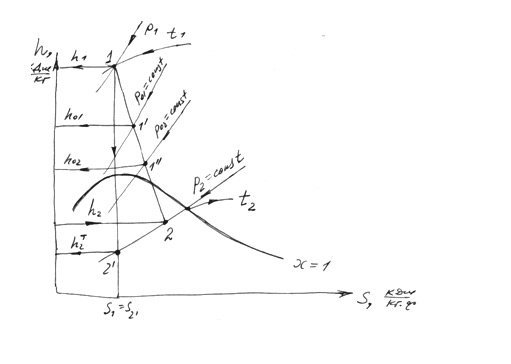 h,
кДж/кг
h1
p1
t1
1
p01=const
h01
1'
p02=const
h02
1"
p2=const
t2
h2
2
h2т
2'
x=1
S1=S2'
S, кДж/кг·гр